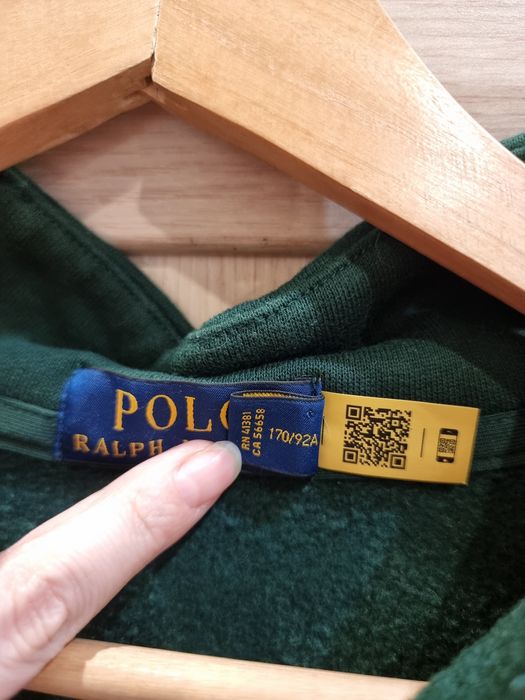 POLO
RALPH
RN 41381
CA 56658
170/92A